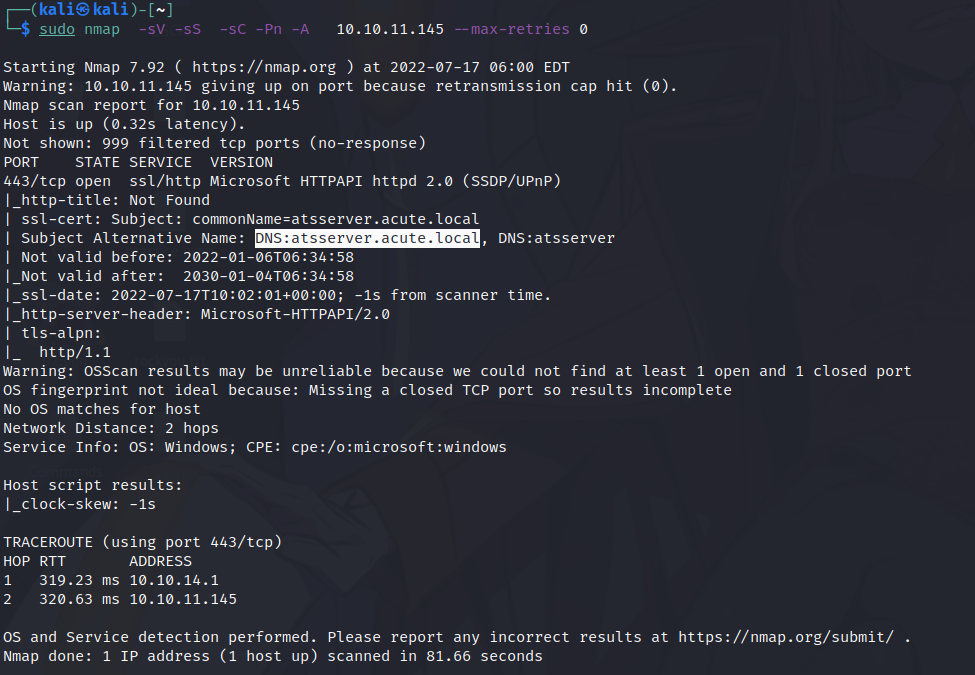 ┌──(kali㉿kali)-[~]
└─$ sudo nmap  -sV -sS  -sC -Pn -A   10.10.11.145 --max-retries 0
Starting Nmap 7.92 ( https://nmap.org ) at 2022-07-17 06:00 EDT
Warning: 10.10.11.145 giving up on port because retransmission cap hit (0).
Nmap scan report for 10.10.11.145
Host is up (0.32s latency).
Not shown: 999 filtered tcp ports (no-response)
PORT    STATE SERVICE  VERSION
443/tcp open  ssl/http Microsoft HTTPAPI httpd 2.0 (SSDP/UPnP)
|_http-title: Not Found
| ssl-cert: Subject: commonName=atsserver.acute.local
| Subject Alternative Name: DNS:atsserver.acute.local, DNS:atsserver
| Not valid before: 2022-01-06T06:34:58
|_Not valid after:  2030-01-04T06:34:58
|_ssl-date: 2022-07-17T10:02:01+00:00; -1s from scanner time.
|_http-server-header: Microsoft-HTTPAPI/2.0
| tls-alpn:
|_  http/1.1
Warning: OSScan results may be unreliable because we could not find at least 1 open and 1 closed port
OS fingerprint not ideal because: Missing a closed TCP port so results incomplete
No OS matches for host
Network Distance: 2 hops
Service Info: OS: Windows; CPE: cpe:/o:microsoft:windows
Host script results:
|_clock-skew: -1s
TRACEROUTE (using port 443/tcp)
HOP RTT       ADDRESS
1   319.23 ms 10.10.14.1
2   320.63 ms 10.10.11.145
OS and Service detection performed. Please report any incorrect results at https://nmap.org/submit/ .
Nmap done: 1 IP address (1 host up) scanned in 81.66 seconds